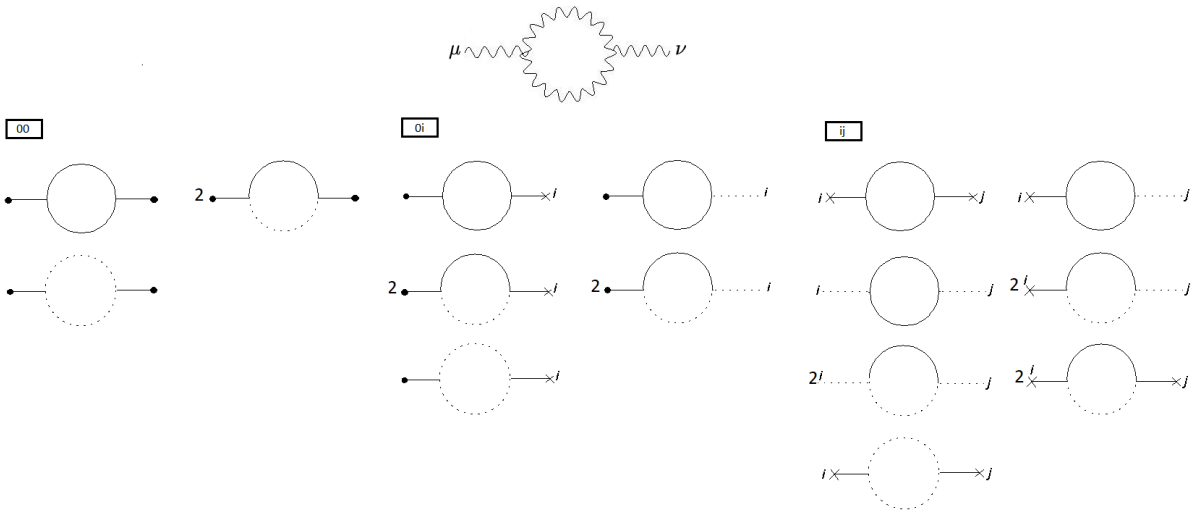 μ ν
00 0i ij
2 i i i j i j
2 i 2 i i j 2 i j
i 2 i j 2 i j
i j